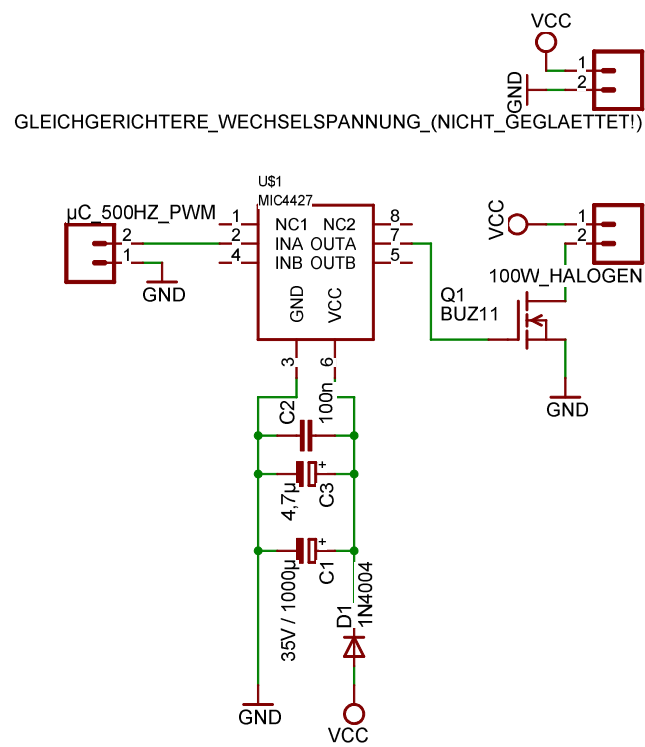 VCC
1
2
GND
GLEICHGERICHTERE_WECHSELSPANNUNG_(NICHT_GEGLAETTET!)
U$1
MIC4427
µC_500HZ_PWM
2
1
GND
1
2
4
NC1 NC2
INA OUTA
INB OUTB
GND
VCC
8
7
5
3
6
VCC
1
2
100W_HALOGEN
Q1
BUZ11
GND
C2
100n
4,7µ
C3
35V / 1000µ
C1
D1
1N4004
GND
VCC